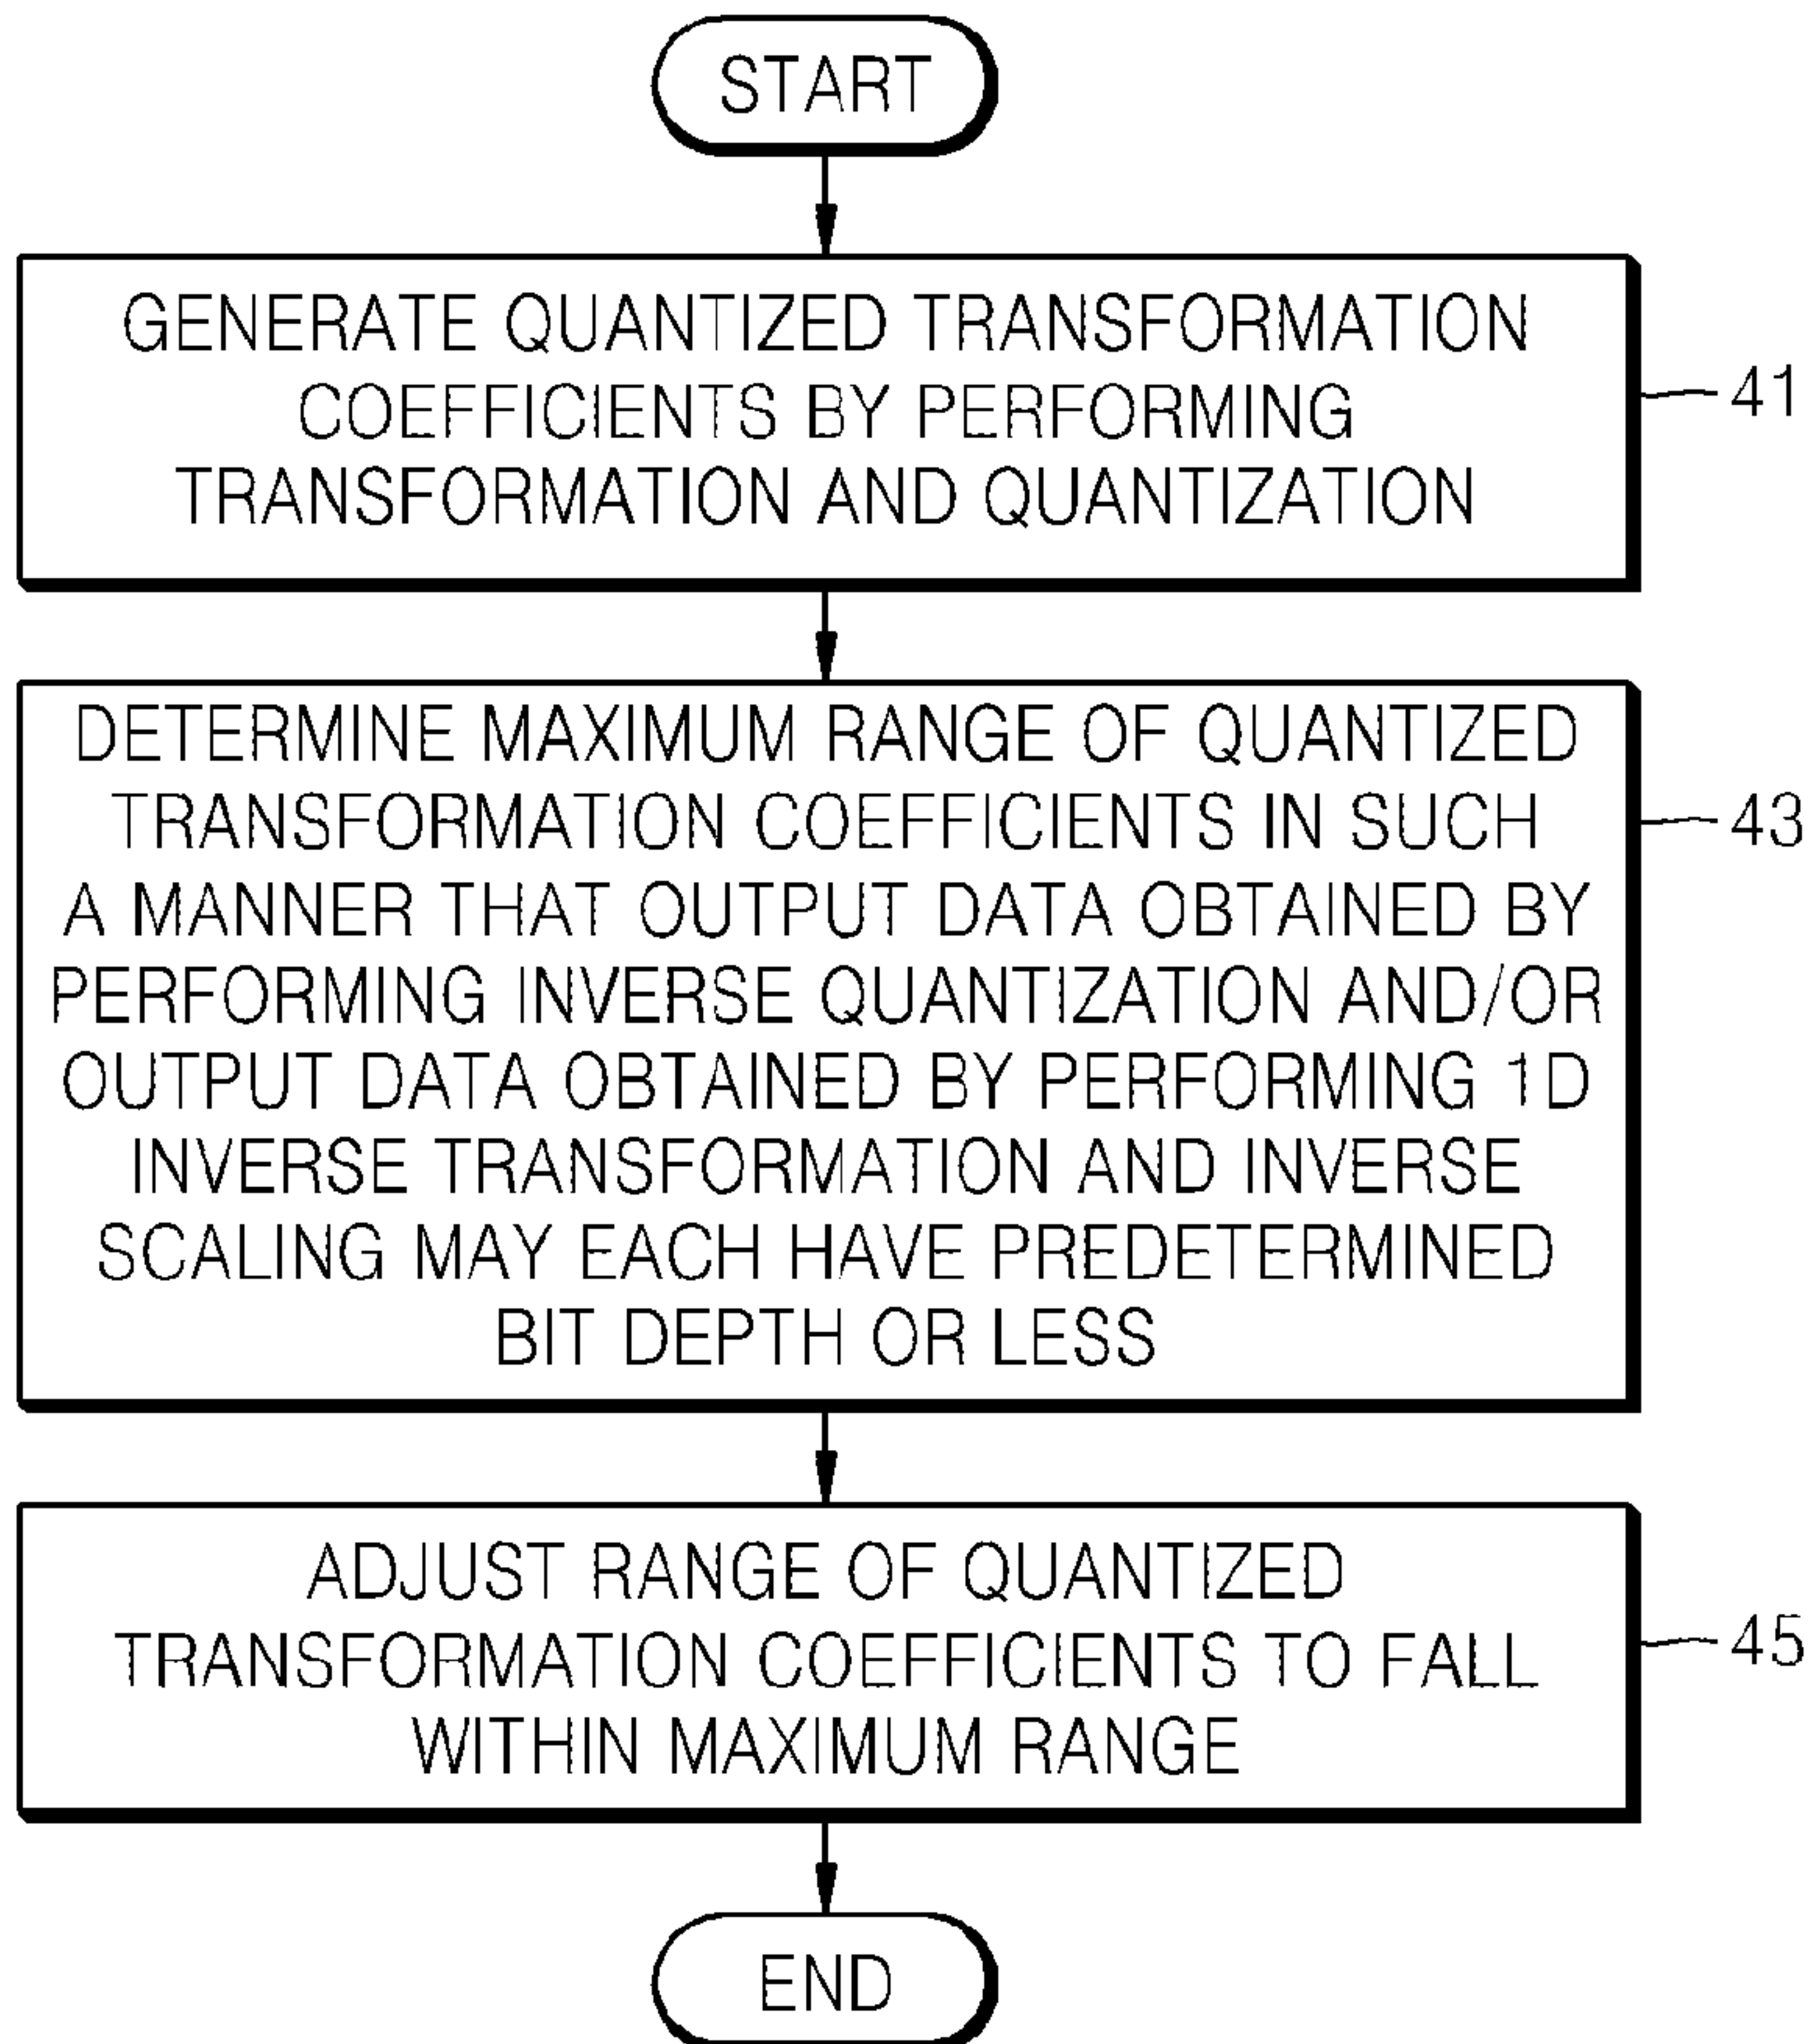 START
GENERATE QUANTIZED TRANSFORMATION
COEFFICIENTS BY PERFORMING
TRANSFORMATION AND QUANTIZATION
41
DETERMINE MAXIMUM RANGE OF QUANTIZED
TRANSFORMATION COEFFICIENTS IN SUCH
A MANNER THAT OUTPUT DATA OBTAINED BY
PERFORMING INVERSE QUANTIZATION AND/OR
OUTPUT DATA OBTAINED BY PERFORMING 1D
INVERSE TRANSFORMATION AND INVERSE
SCALING MAY EACH HAVE PREDETERMINED
BIT DEPTH OR LESS
43
ADJUST RANGE OF QUANTIZED
TRANSFORMATION COEFFICIENTS TO FALL
WITHIN MAXIMUM RANGE
45
END